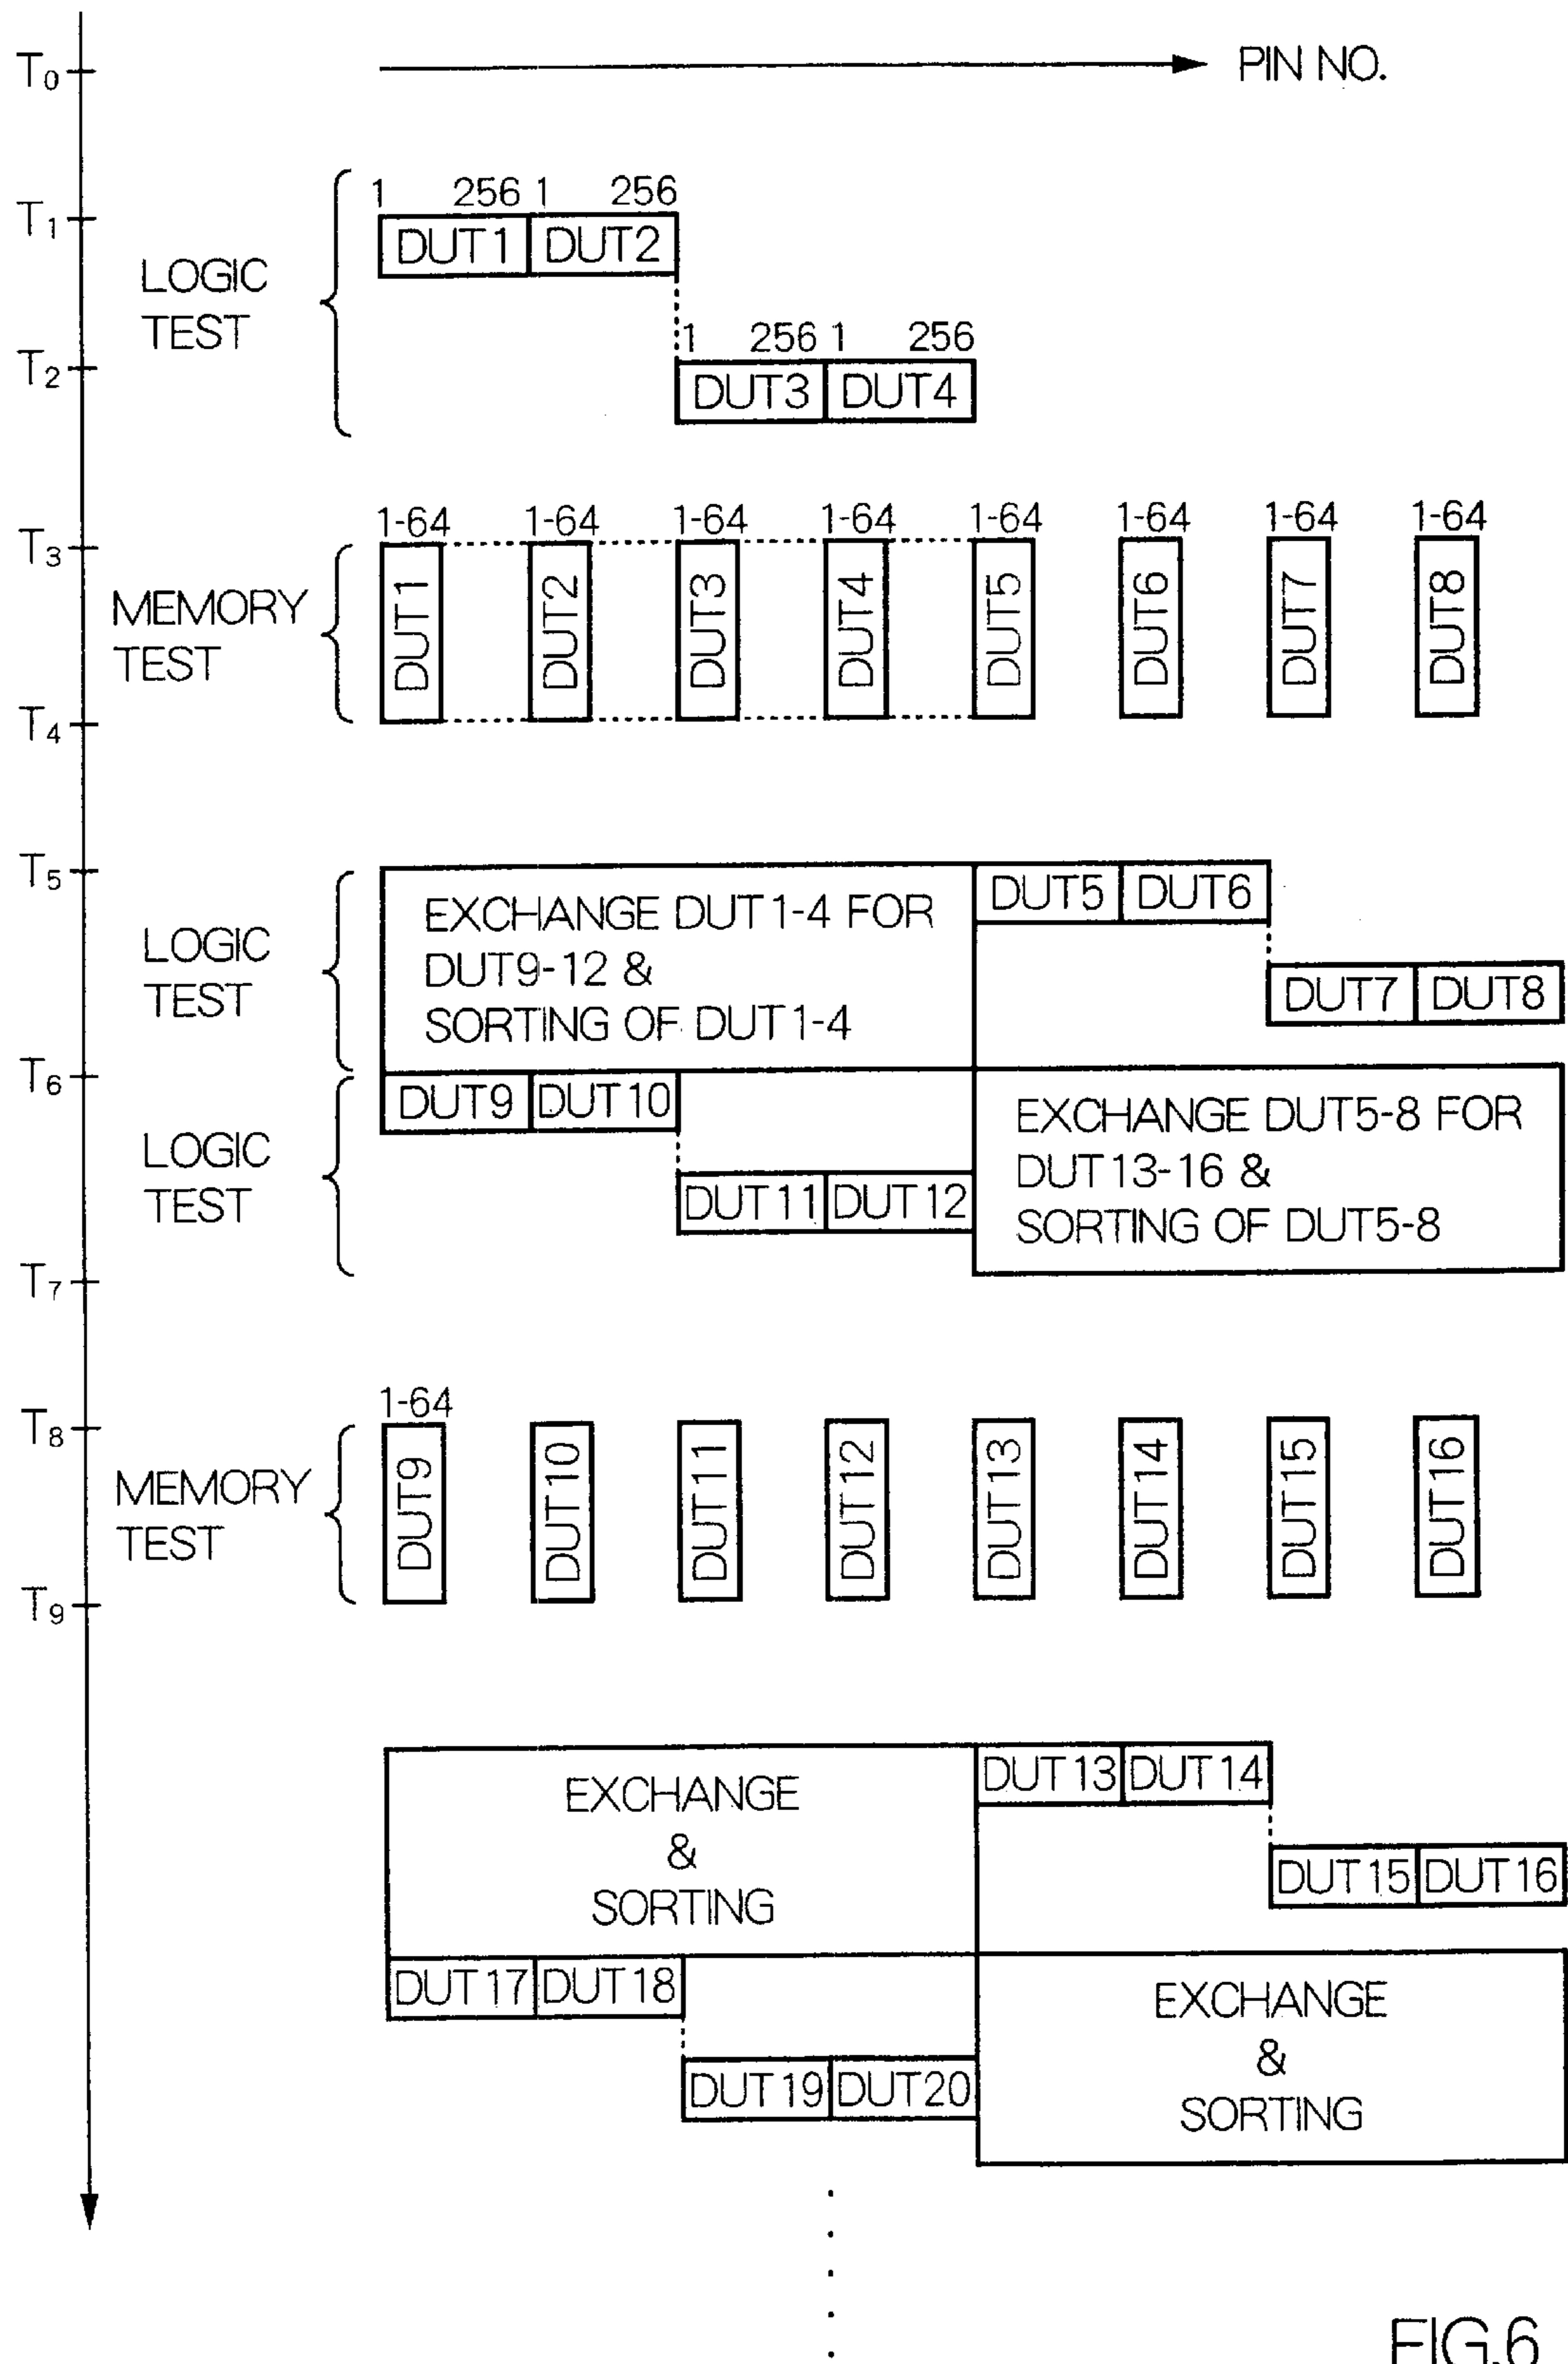 T0
PIN NO.
1 256 1 256
T1
DUT1 DUT2
LOGIC
TEST
1 256 1 256
T2
DUT3 DUT4
1-64 1-64 1-64 1-64 1-64 1-64 1-64 1-64
T3
MEMORY
TEST
DUT1 DUT2 DUT3 DUT4 DUT5 DUT6 DUT7 DUT8
T4
T5
DUT5 DUT6
EXCHANGE DUT1-4 FOR
DUT9-12 &
SORTING OF DUT1-4
LOGIC
TEST
DUT7 DUT8
T6
DUT9 DUT10
LOGIC
TEST
EXCHANGE DUT5-8 FOR
DUT13-16 &
SORTING OF DUT5-8
DUT11 DUT12
T7
1-64
T8
MEMORY
TEST
DUT9 DUT10 DUT11 DUT12 DUT13 DUT14 DUT15 DUT16
T9
EXCHANGE
&
SORTING
DUT13 DUT14
DUT15 DUT16
DUT17 DUT18
EXCHANGE
&
SORTING
DUT19 DUT20
FIG.6